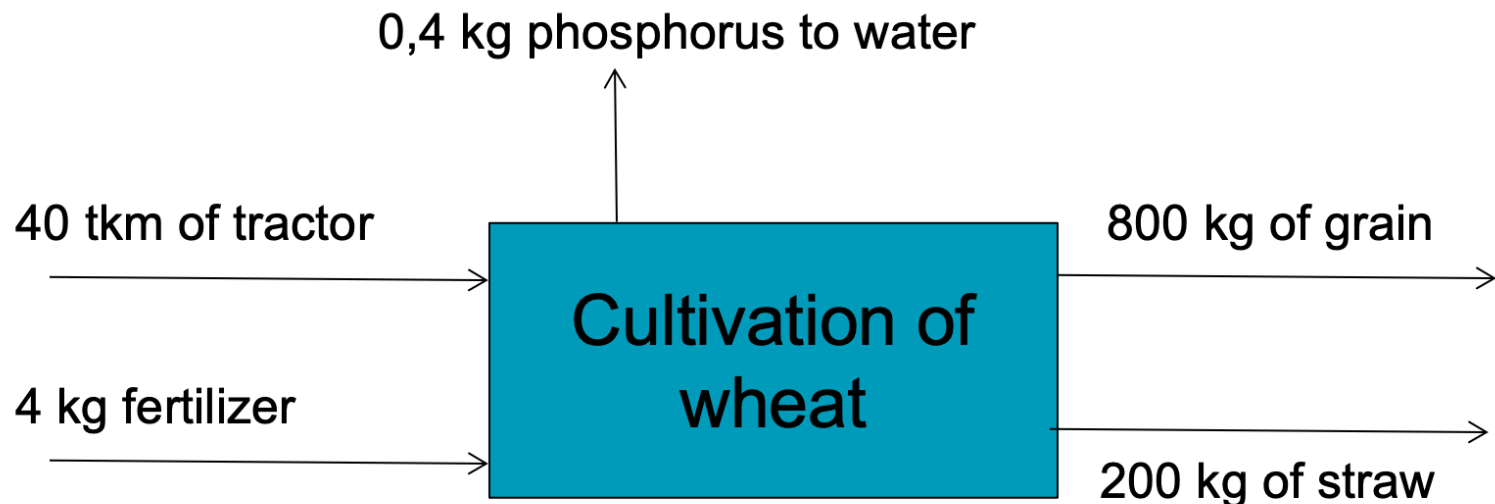 0,4 kg phosphorus to water
40 tkm of tractor
800 kg of grain
Cultivation of
wheat
4 kg fertilizer
200 kg of straw